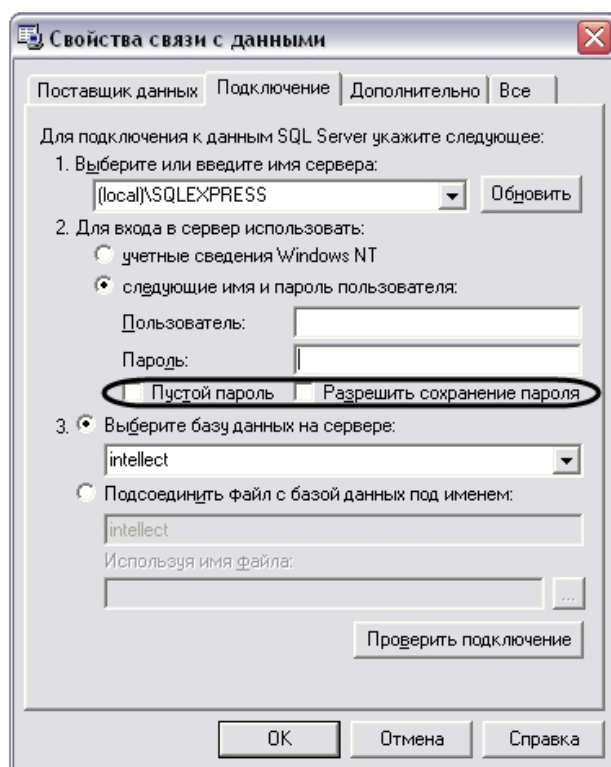 Свойства связи с данными
Поставщик данных Подключение Дополнительно Все
Для подключения к данным SQL Server укажите следующее:
1. Выберите или введите имя сервера:
(local)\SQLEXPRESS Обновить
2. Для входа в сервер использовать:
учетные сведения Windows NT
следующие имя и пароль пользователя:
Пользователь:
Пароль:
Пустой пароль Разрешить сохранение пароля
3. Выберите базу данных на сервере:
intellect
Подсоединить файл с базой данных под именем:
intellect
Используя имя файла:
...
Проверить подключение
OK Отмена Справка